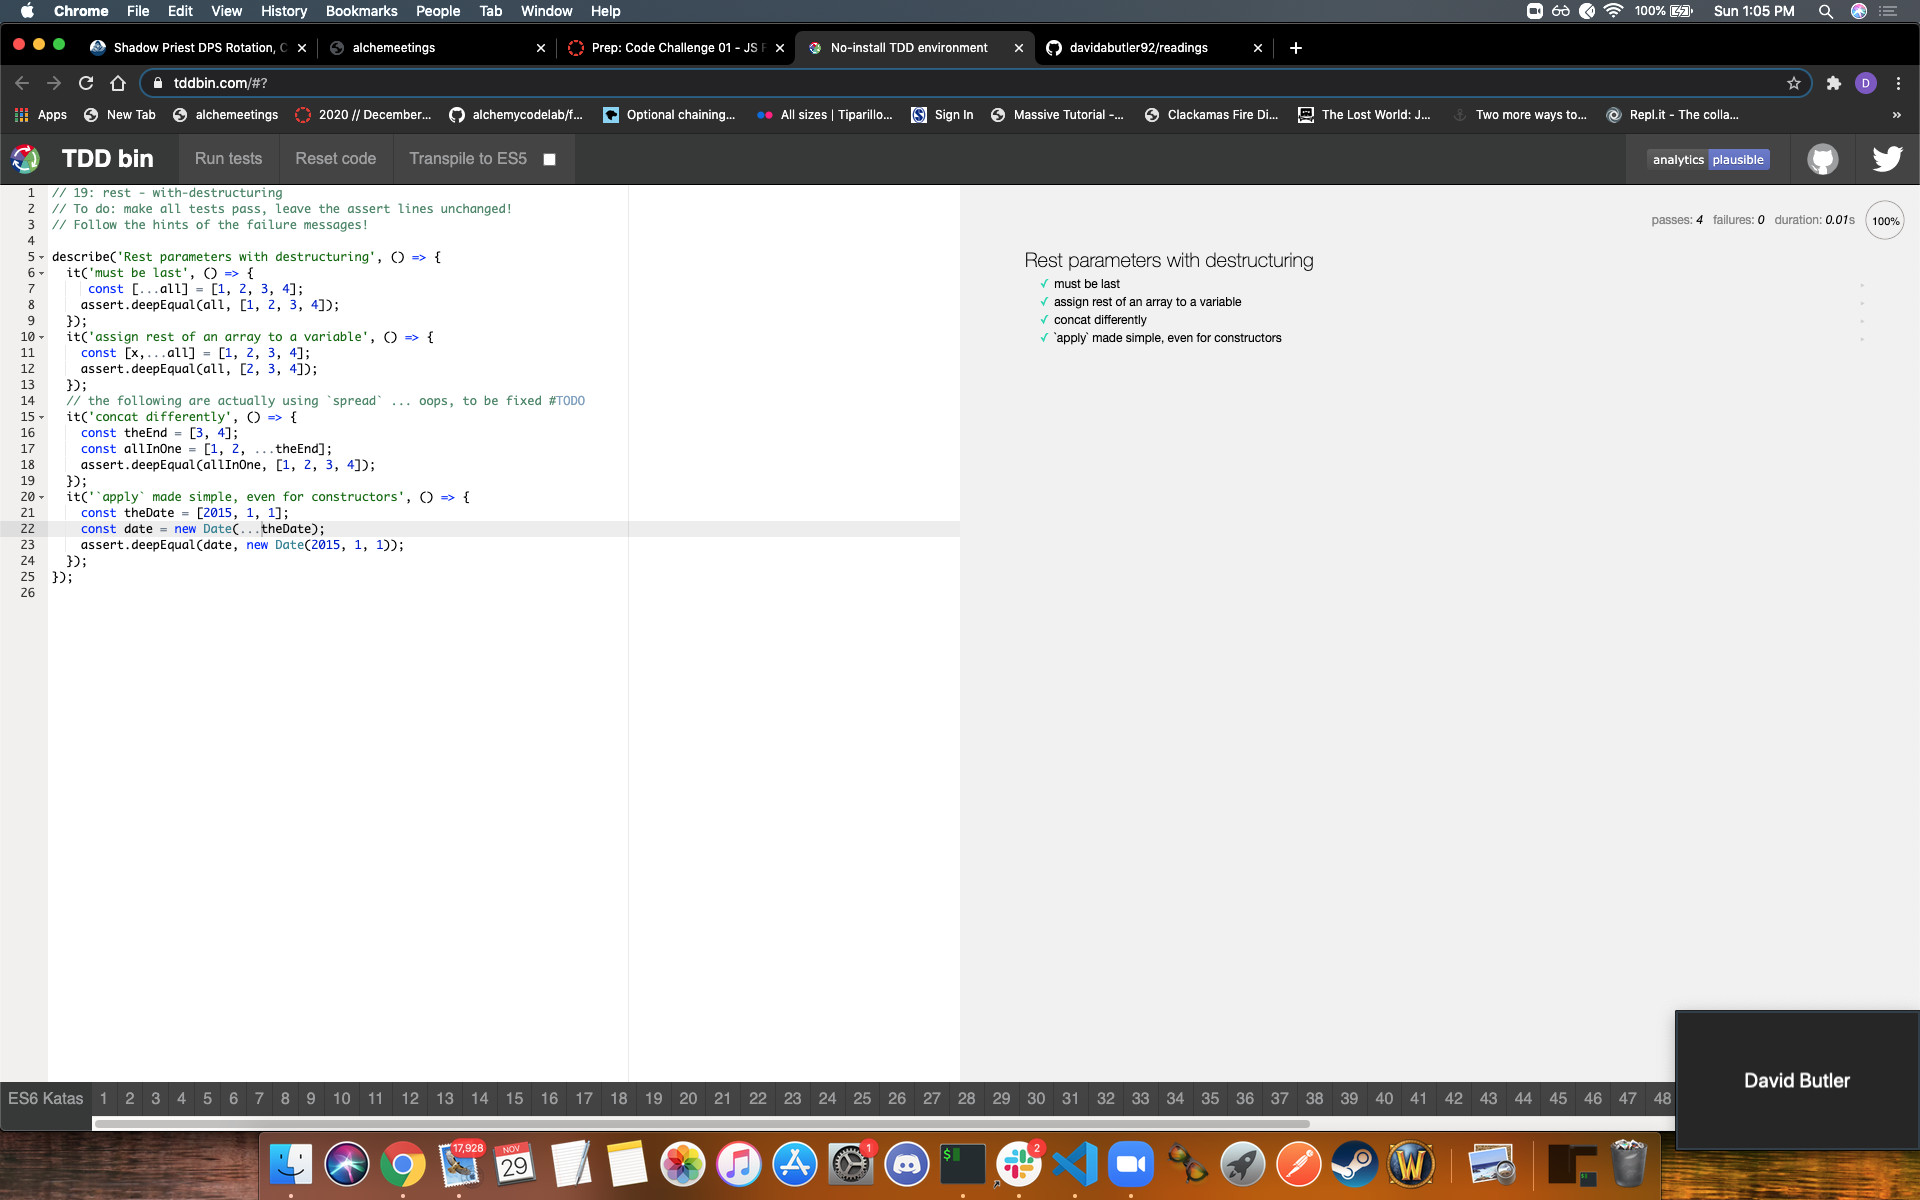 Chrome File Edit View History Bookmarks People Tab Window Help 100% Sun 1:05 PM
Shadow Priest DPS Rotation, C alchemeetings Prep: Code Challenge 01 - JS F No-install TDD environment davidabutler92/readings
tddbin.com/#? D
Apps New Tab alchemeetings 2020 // December... alchemycodelab/f... Optional chaining... All sizes | Tiparillo... Sign In Massive Tutorial -... Clackamas Fire Di... The Lost World: J... Two more ways to... Repl.it - The colla... »
TDD bin Run tests Reset code Transpile to ES5 analytics plausible
1 // 19: rest - with-destructuring
2 // To do: make all tests pass, leave the assert lines unchanged!
3 // Follow the hints of the failure messages!
4
5 describe('Rest parameters with destructuring', () => {
6 it('must be last', () => {
7 const [...all] = [1, 2, 3, 4];
8 assert.deepEqual(all, [1, 2, 3, 4]);
9 });
10 it('assign rest of an array to a variable', () => {
11 const [x,...all] = [1, 2, 3, 4];
12 assert.deepEqual(all, [2, 3, 4]);
13 });
14 // the following are actually using `spread` ... oops, to be fixed #TODO
15 it('concat differently', () => {
16 const theEnd = [3, 4];
17 const allInOne = [1, 2, ...theEnd];
18 assert.deepEqual(allInOne, [1, 2, 3, 4]);
19 });
20 it('`apply` made simple, even for constructors', () => {
21 const theDate = [2015, 1, 1];
22 const date = new Date(...theDate);
23 assert.deepEqual(date, new Date(2015, 1, 1));
24 });
25 });
26
passes: 4 failures: 0 duration: 0.01s 100%
Rest parameters with destructuring
✓ must be last
✓ assign rest of an array to a variable
✓ concat differently
✓ `apply` made simple, even for constructors
David Butler
ES6 Katas 1 2 3 4 5 6 7 8 9 10 11 12 13 14 15 16 17 18 19 20 21 22 23 24 25 26 27 28 29 30 31 32 33 34 35 36 37 38 39 40 41 42 43 44 45 46 47 48
17,928 NOV 29 1 $ 2 W